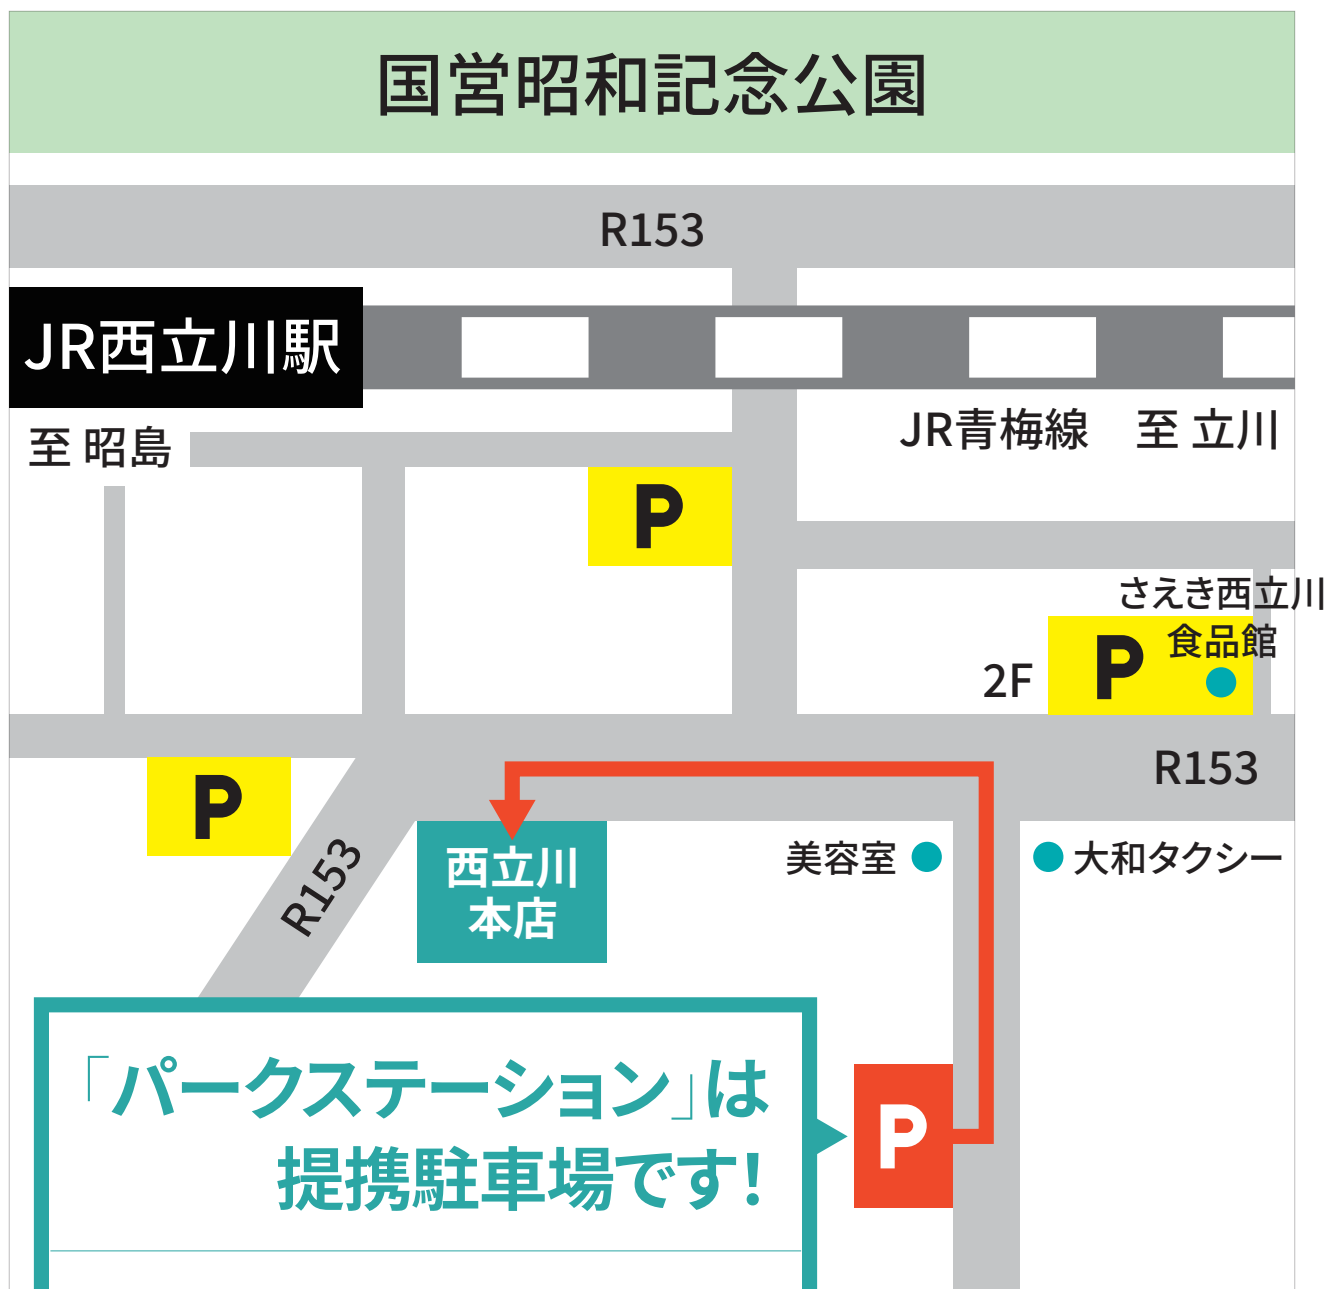 国営昭和記念公園
R153
JR西立川駅
至 昭島
JR青梅線 至 立川
P
さえき西立川
食品館
2F
P
R153
P
R153
西立川
本店
美容室
大和タクシー
「パークステーション」は
提携駐車場です!
P